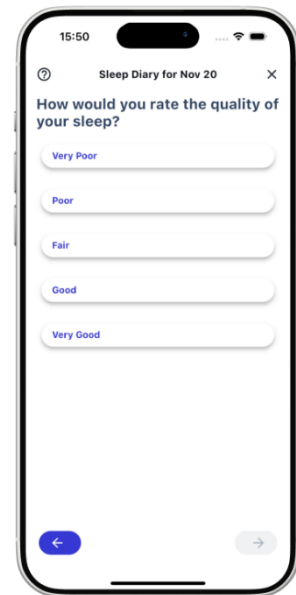 15:50
Sleep Diary for Nov 20
How would you rate the quality of
your sleep?
Very Poor
Poor
Fair
Good
Very Good